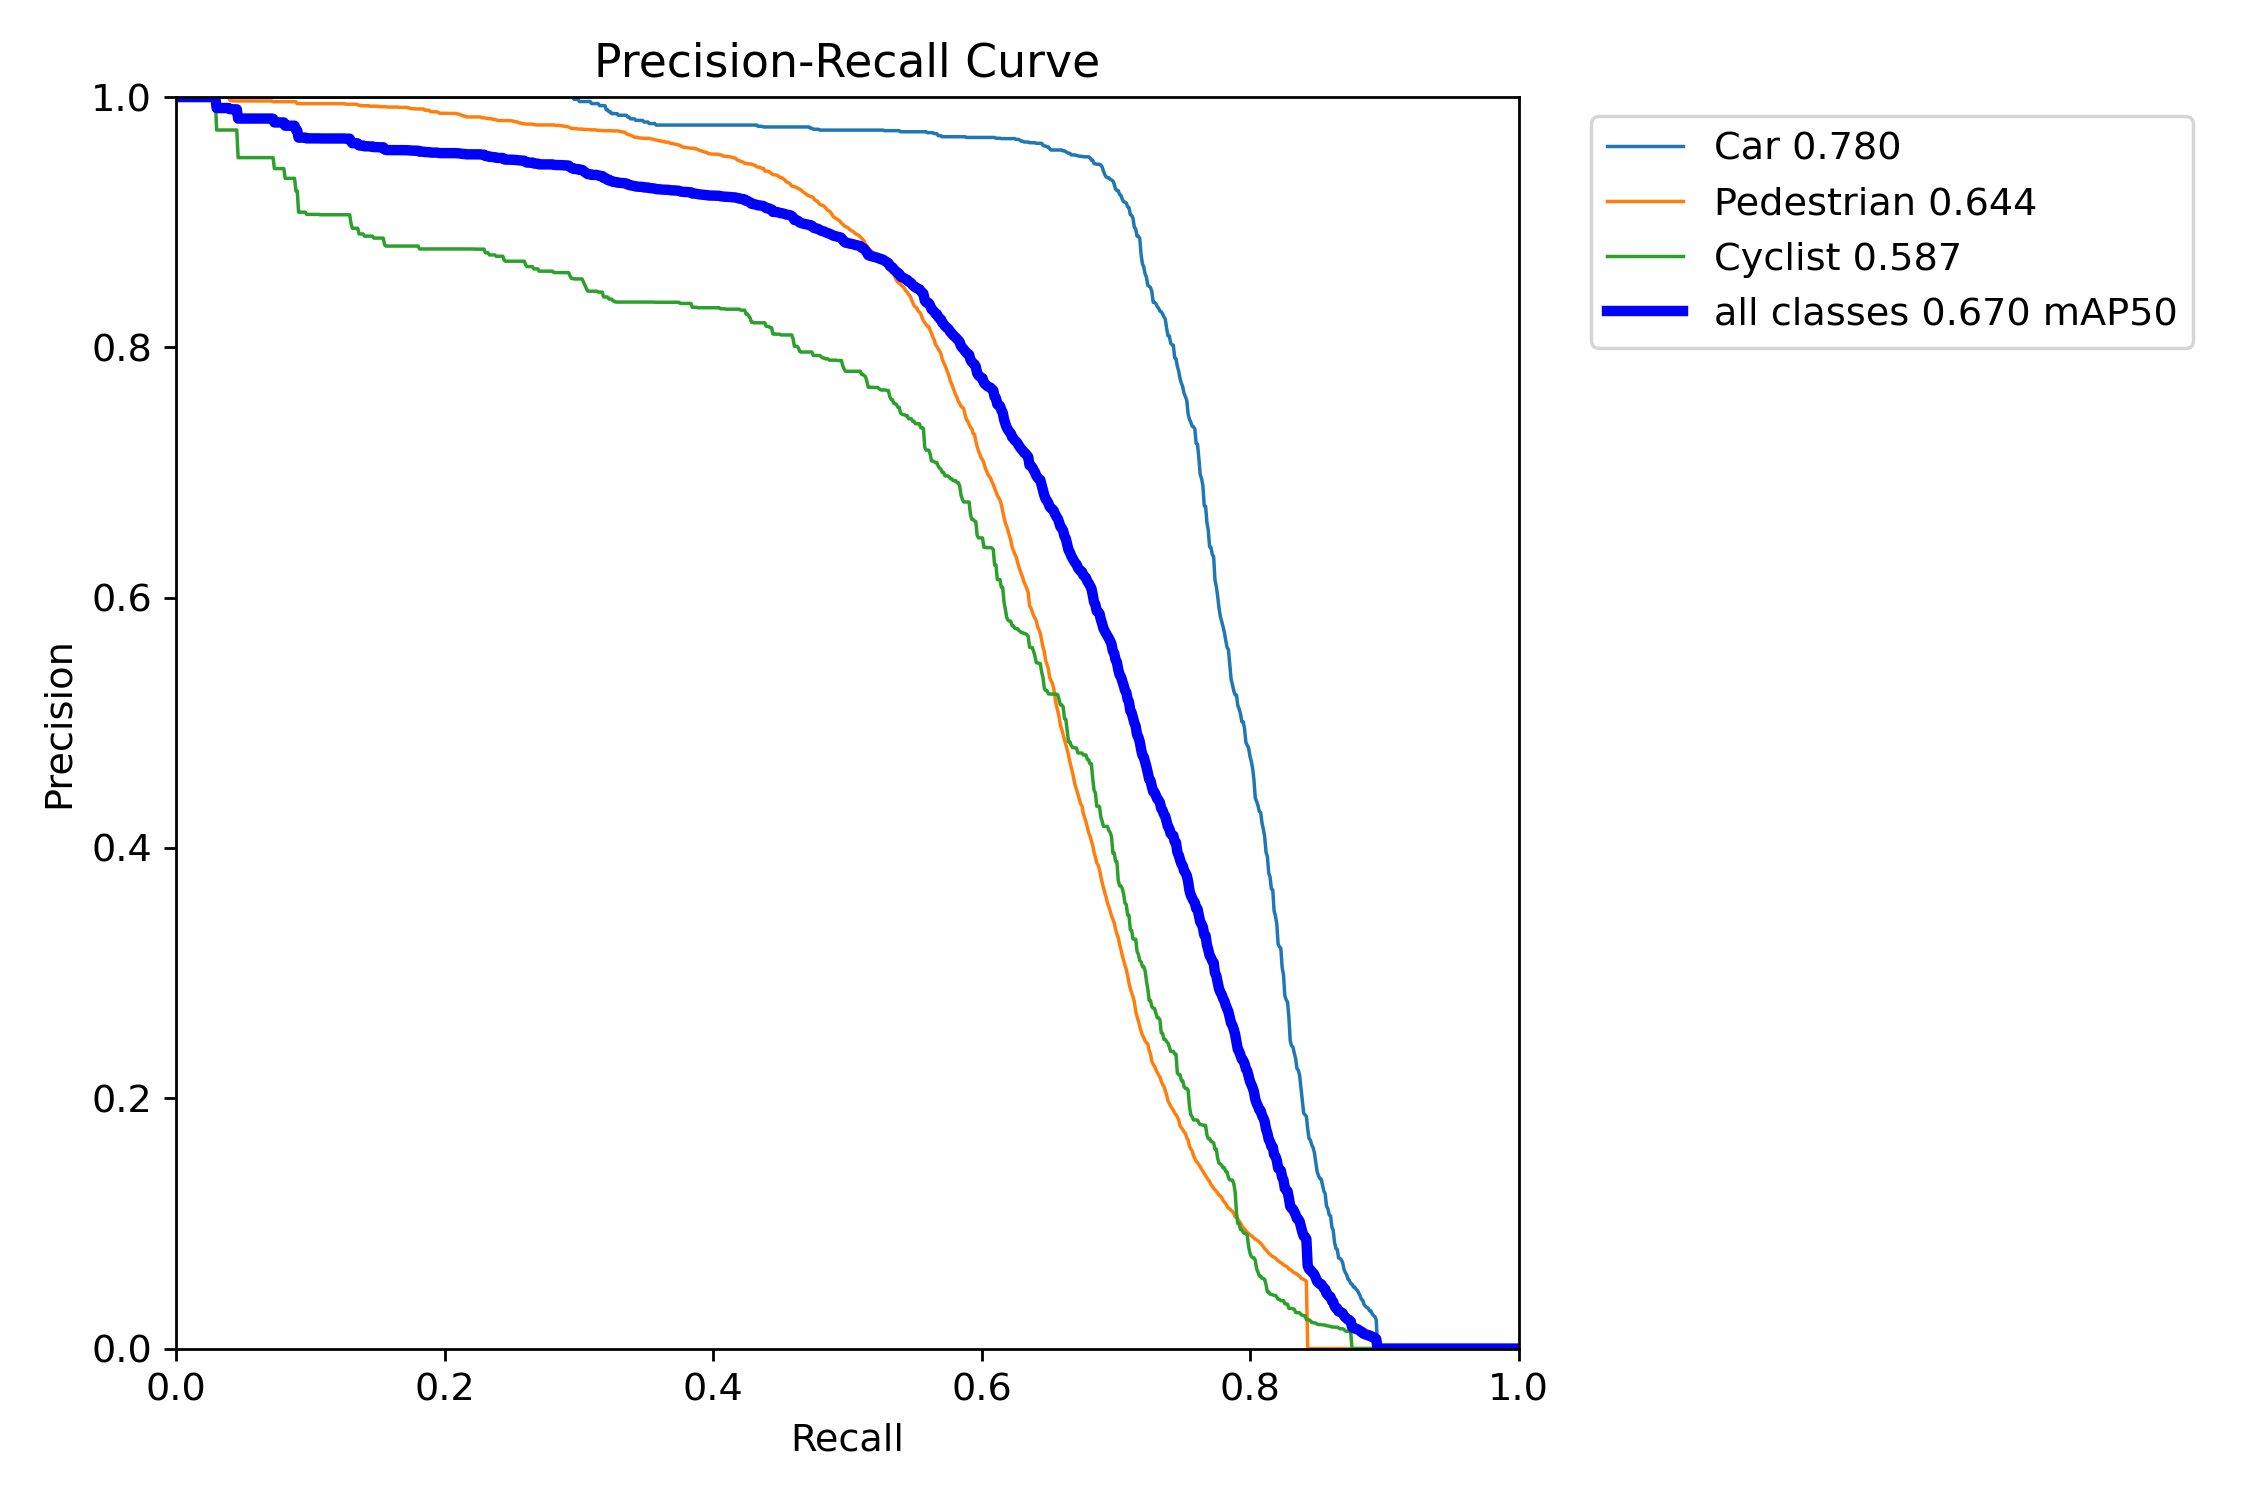 Precision-Recall Curve
1.0
0.8
0.6
0.4
0.2
0.0
Precision
0.0 0.2 0.4 0.6 0.8 1.0
Recall
Car 0.780
Pedestrian 0.644
Cyclist 0.587
all classes 0.670 mAP50